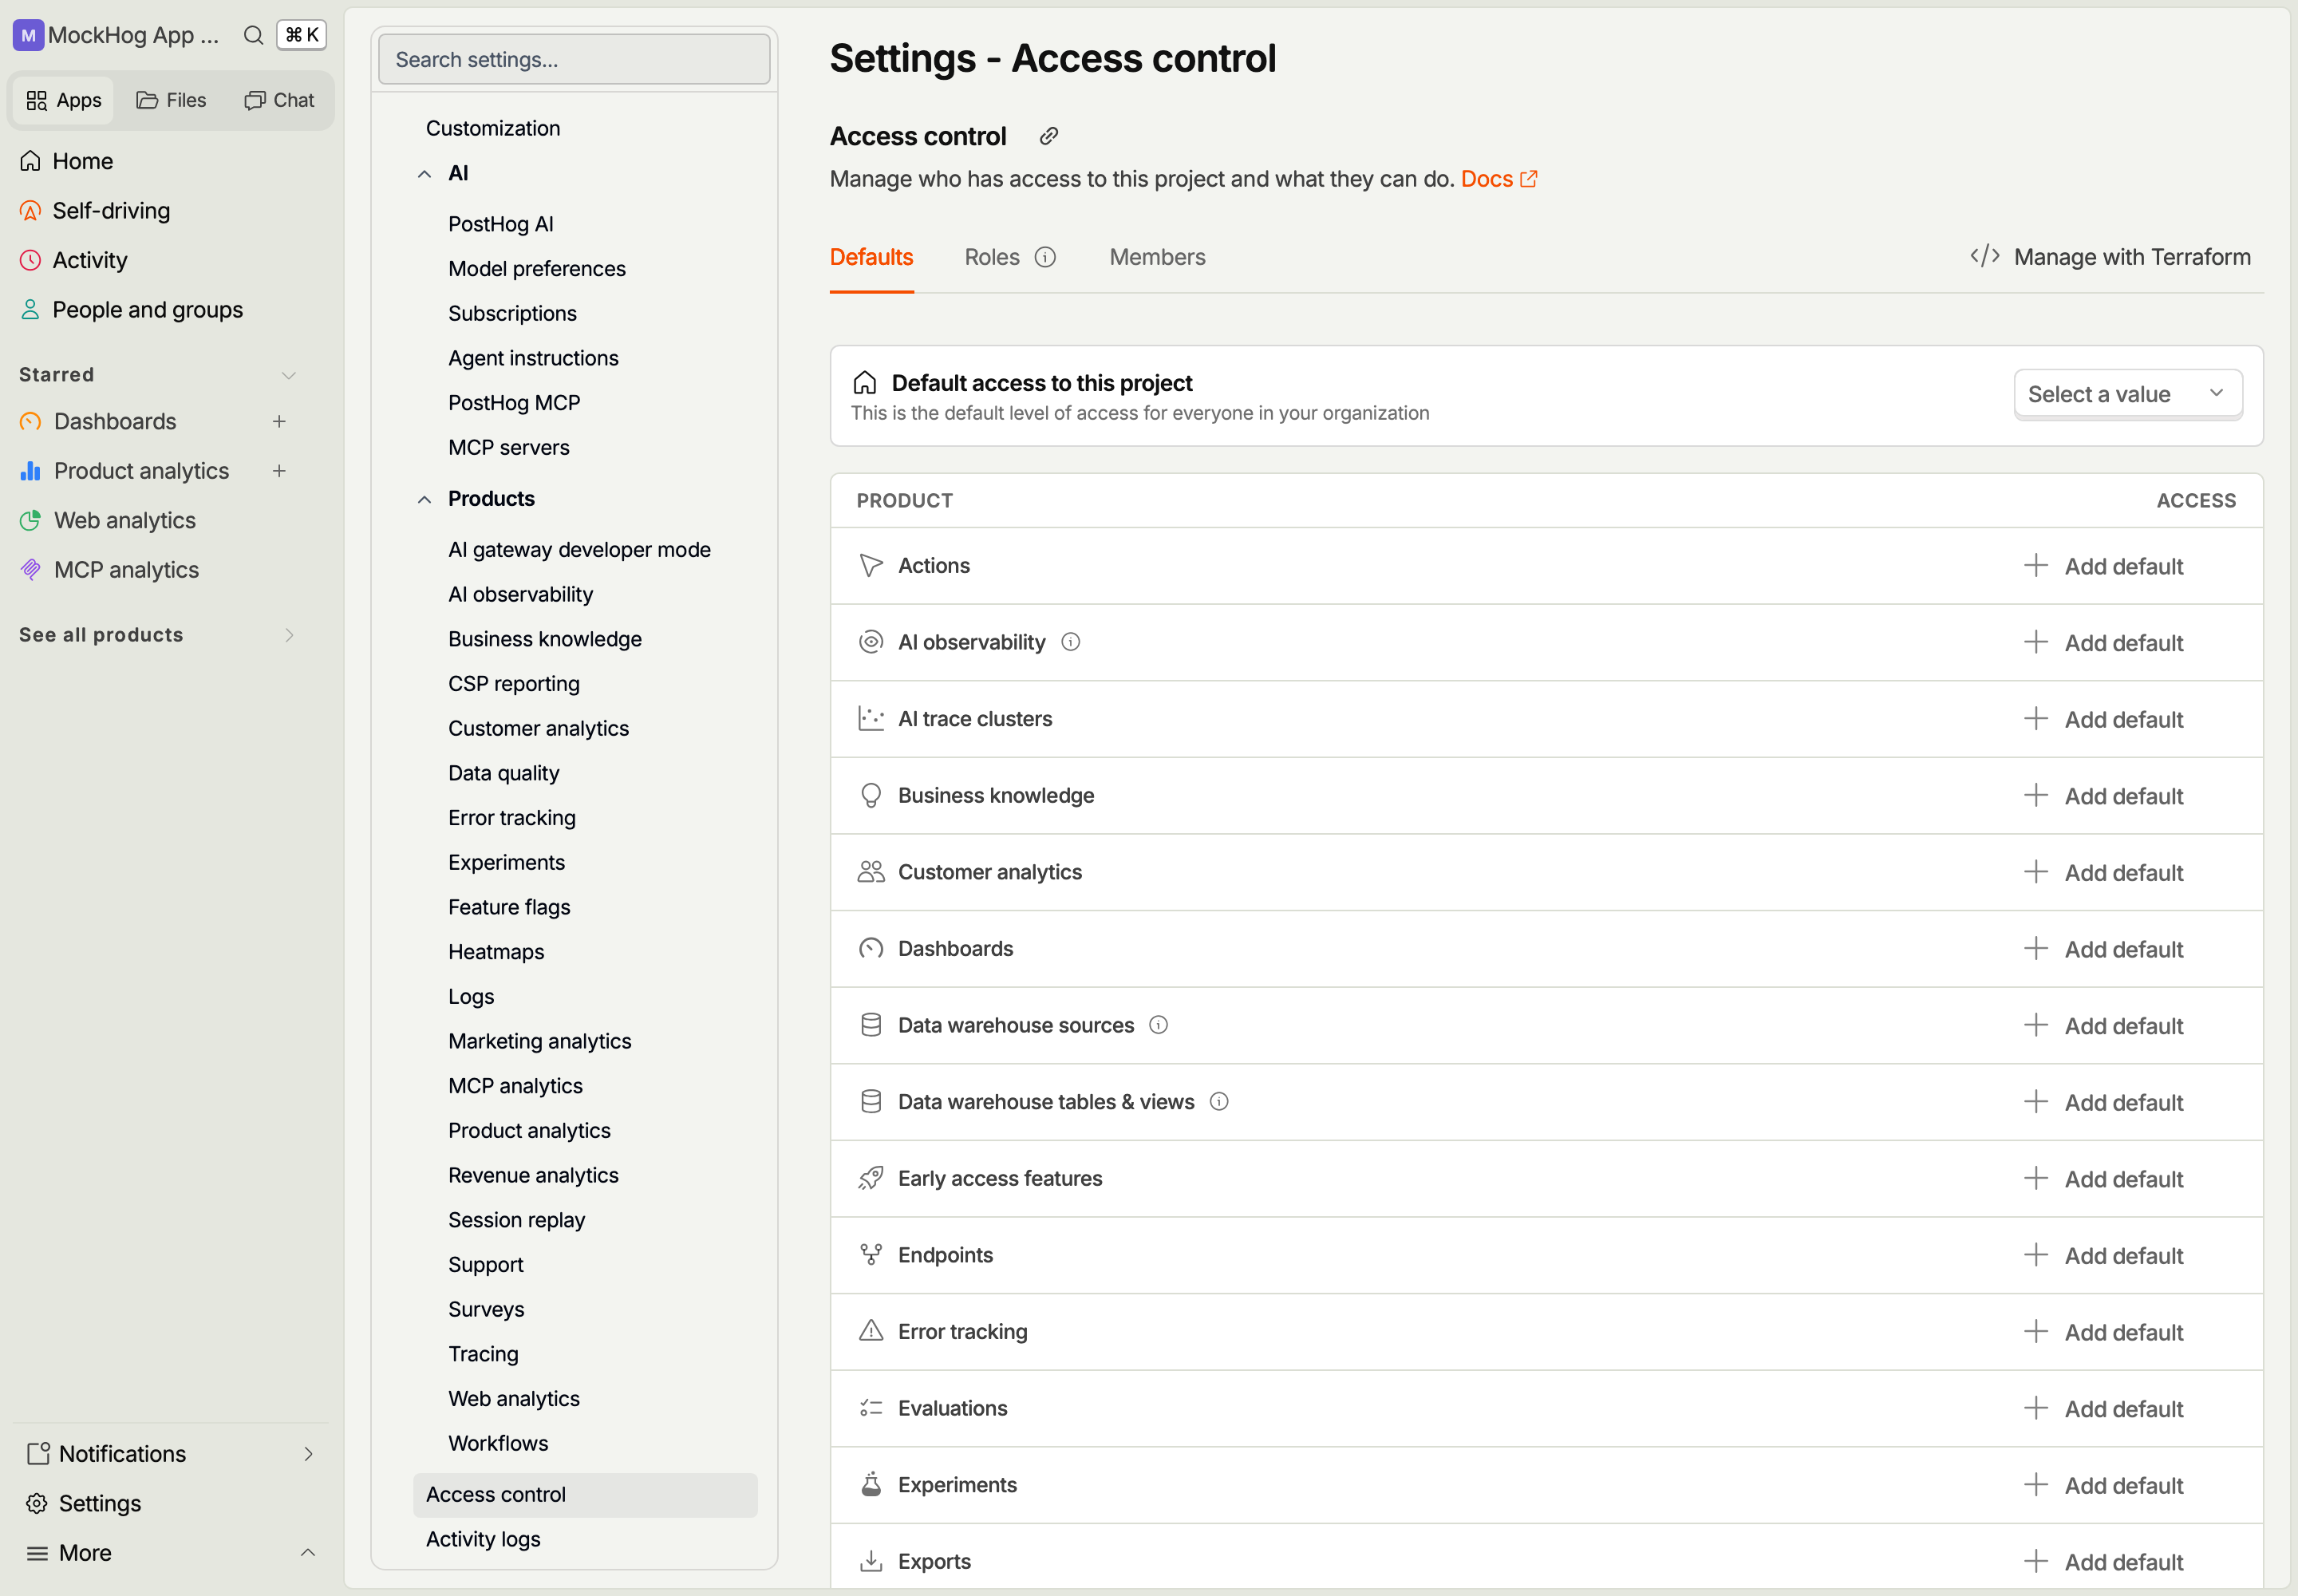 M MockHog App ... ⌘ K
Apps Files Chat
Home
Self-driving
Activity
People and groups
Starred
Dashboards +
Product analytics +
Web analytics
MCP analytics
See all products
Notifications
Settings
More
Search settings...
Customization
AI
PostHog AI
Model preferences
Subscriptions
Agent instructions
PostHog MCP
MCP servers
Products
AI gateway developer mode
AI observability
Business knowledge
CSP reporting
Customer analytics
Data quality
Error tracking
Experiments
Feature flags
Heatmaps
Logs
Marketing analytics
MCP analytics
Product analytics
Revenue analytics
Session replay
Support
Surveys
Tracing
Web analytics
Workflows
Access control
Activity logs
Settings - Access control
Access control
Manage who has access to this project and what they can do. Docs
Defaults Roles Members Manage with Terraform
Default access to this project
This is the default level of access for everyone in your organization
Select a value
PRODUCT ACCESS
Actions + Add default
AI observability + Add default
AI trace clusters + Add default
Business knowledge + Add default
Customer analytics + Add default
Dashboards + Add default
Data warehouse sources + Add default
Data warehouse tables & views + Add default
Early access features + Add default
Endpoints + Add default
Error tracking + Add default
Evaluations + Add default
Experiments + Add default
Exports + Add default